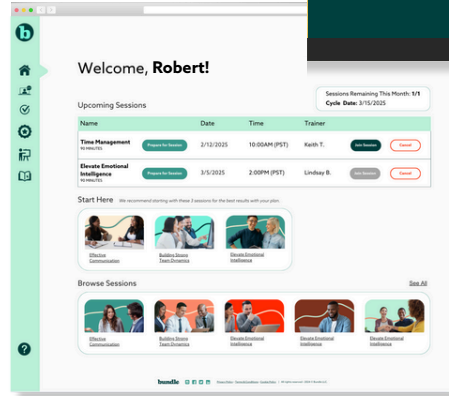 b
Welcome, Robert!
Sessions Remaining This Month: 1/1
Cycle Date: 3/15/2025
Upcoming Sessions
Name Date Time Trainer
Time Management
90 MINUTES
Prepare for Session 2/12/2025 10:00AM (PST) Keith T. Join Session Cancel
Elevate Emotional
Intelligence
90 MINUTES
Prepare for Session 3/5/2025 2:00PM (PST) Lindsay B. Join Session Cancel
Start Here We recommend starting with these 3 sessions for the best results with your plan.
Effective
Communication
Building Strong
Team Dynamics
Elevate Emotional
Intelligence
Browse Sessions See All
Effective
Communication
Building Strong
Team Dynamics
Elevate Emotional
Intelligence
Elevate Emotional
Intelligence
Elevate Emotional
Intelligence
?
bundle